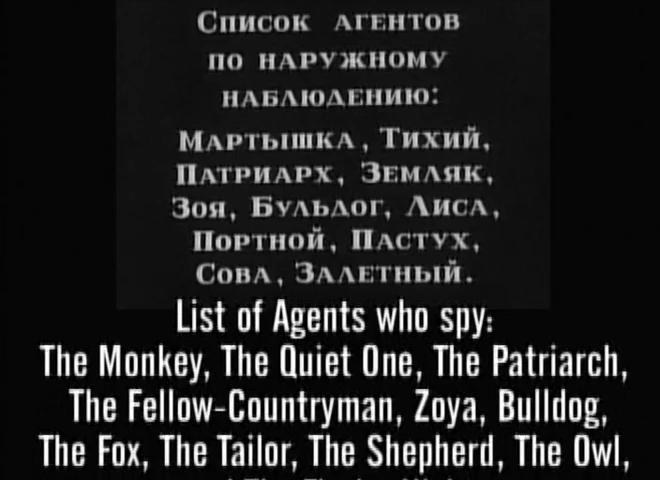 Список агентов
по наружному
наблюдению:
Мартышка, Тихий,
Патриарх, Земляк,
Зоя, Бульдог, Лиса,
Портной, Пастух,
Сова, Залетный.
List of Agents who spy:
The Monkey, The Quiet One, The Patriarch,
The Fellow-Countryman, Zoya, Bulldog,
The Fox, The Tailor, The Shepherd, The Owl,